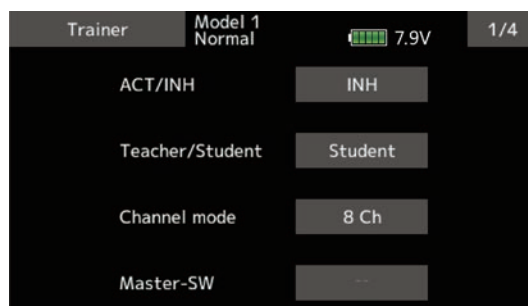 Trainer Model 1 Normal 7.9V 1/4
ACT/INH INH
Teacher/Student Student
Channel mode 8 Ch
Master-SW --